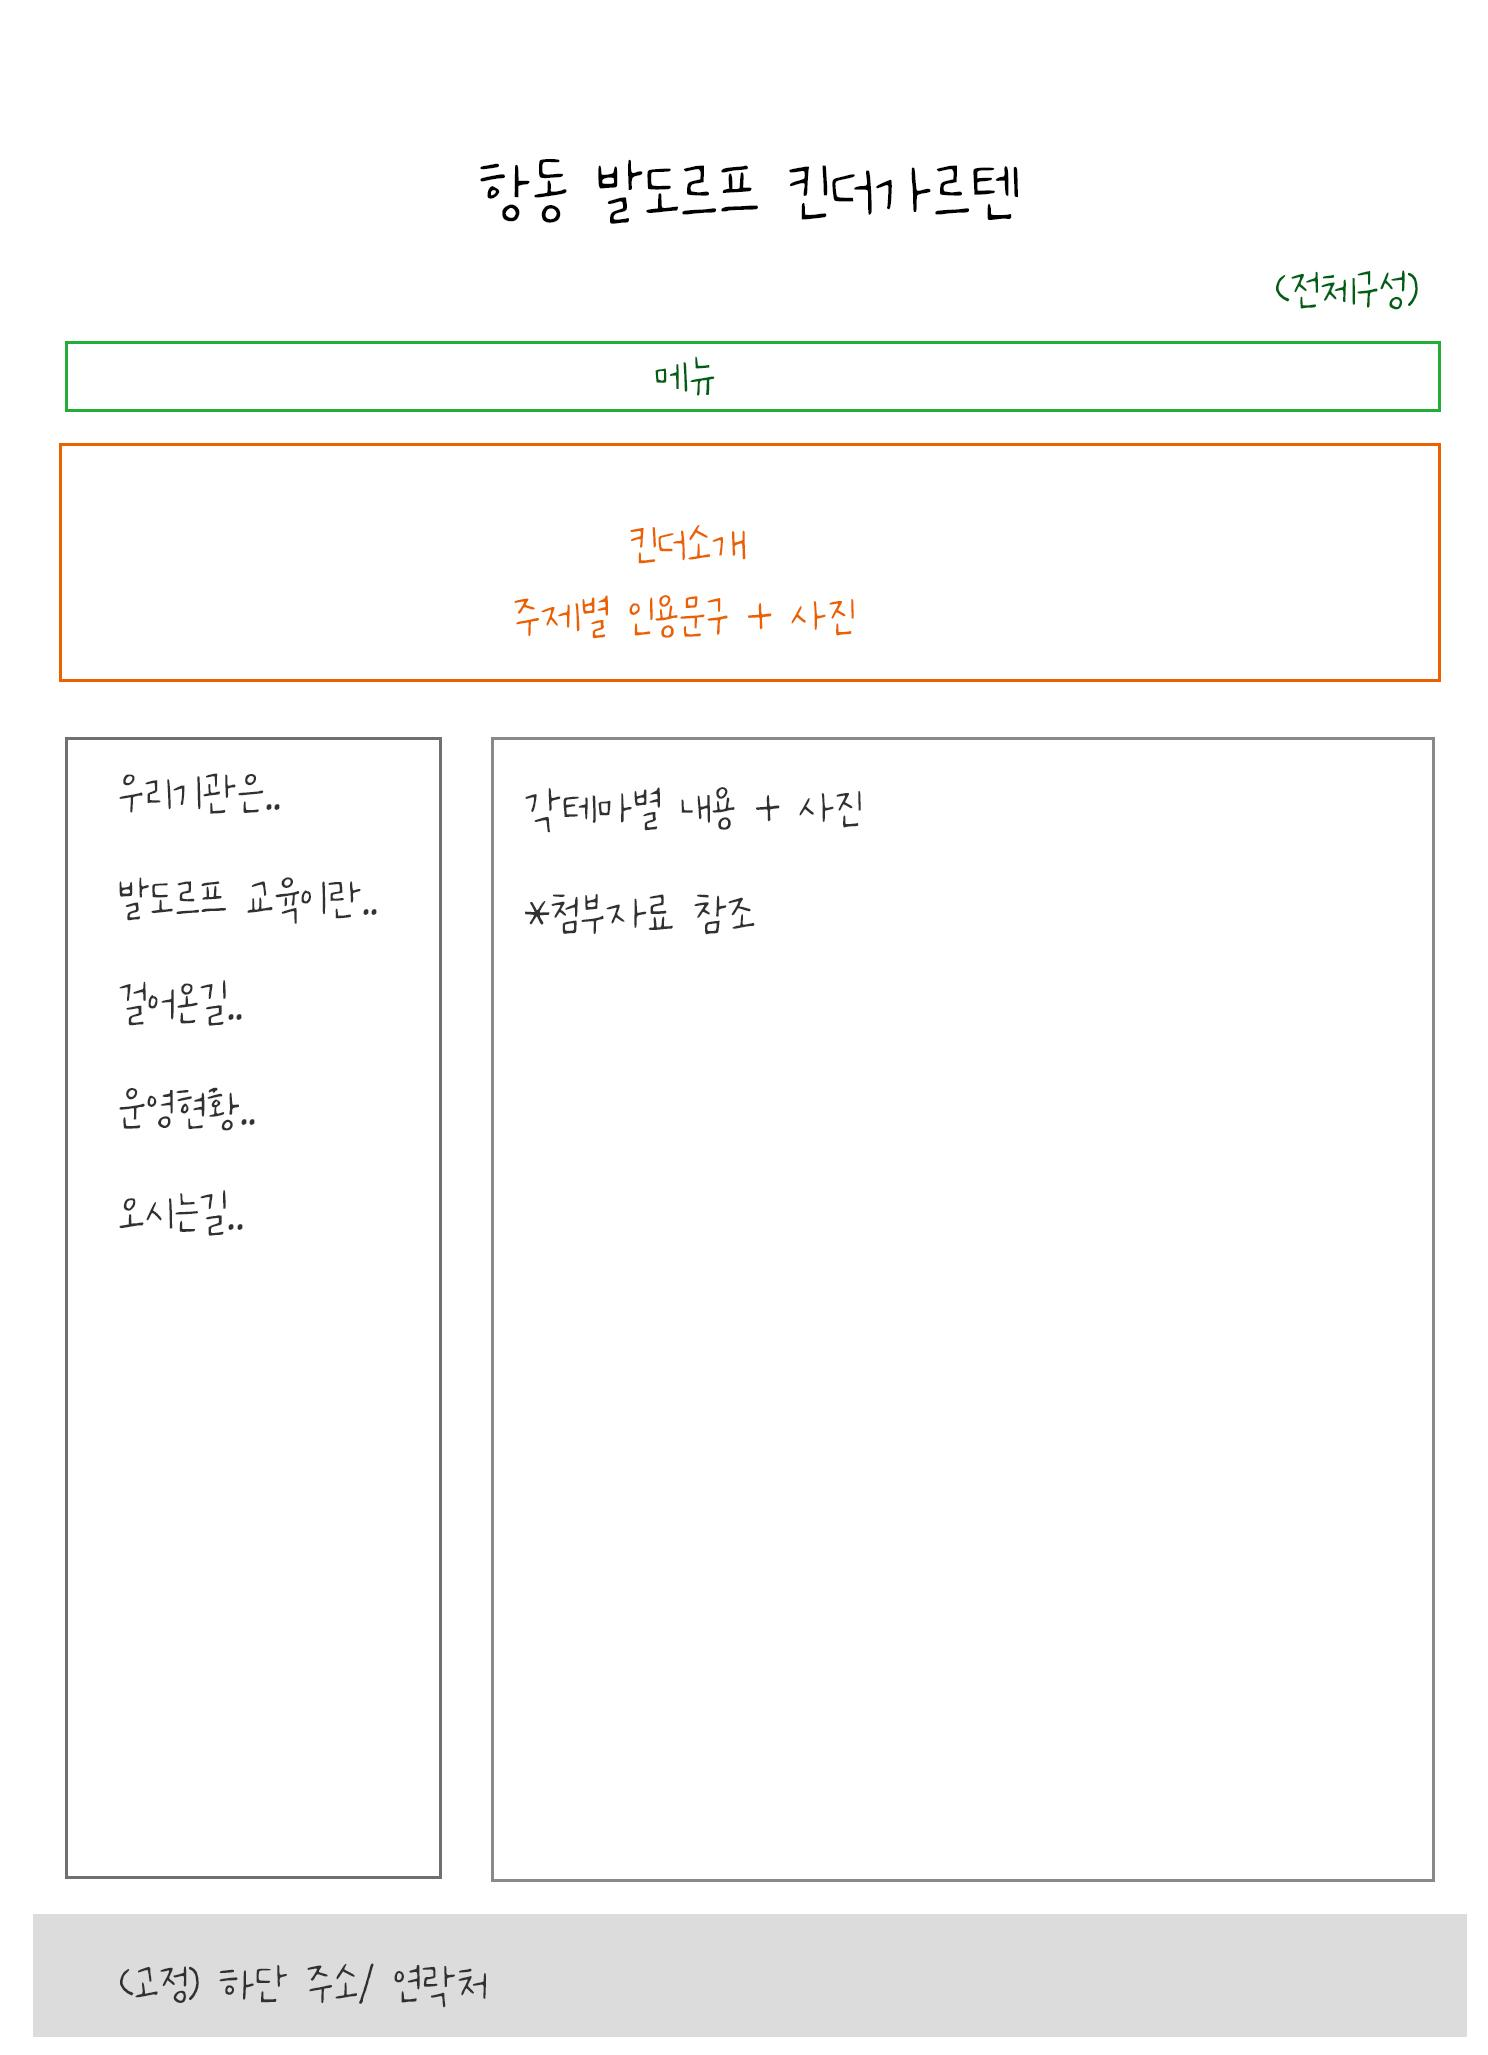 항동 발도르프 킨더가르텐
(전체구성)
메뉴
킨더소개
주제별 인용문구 + 사진
우리기관은..
발도르프 교육이란..
걸어온길..
운영현황..
오시는길..
각테마별 내용 + 사진
*첨부자료 참조
(고정) 하단 주소/ 연락처